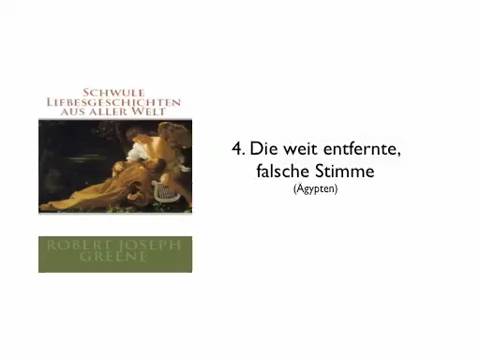 SCHWULE
LIEBESGESCHICHTEN
AUS ALLER WELT
ROBERT JOSEPH
GREENE
4. Die weit entfernte,
falsche Stimme
(Ägypten)